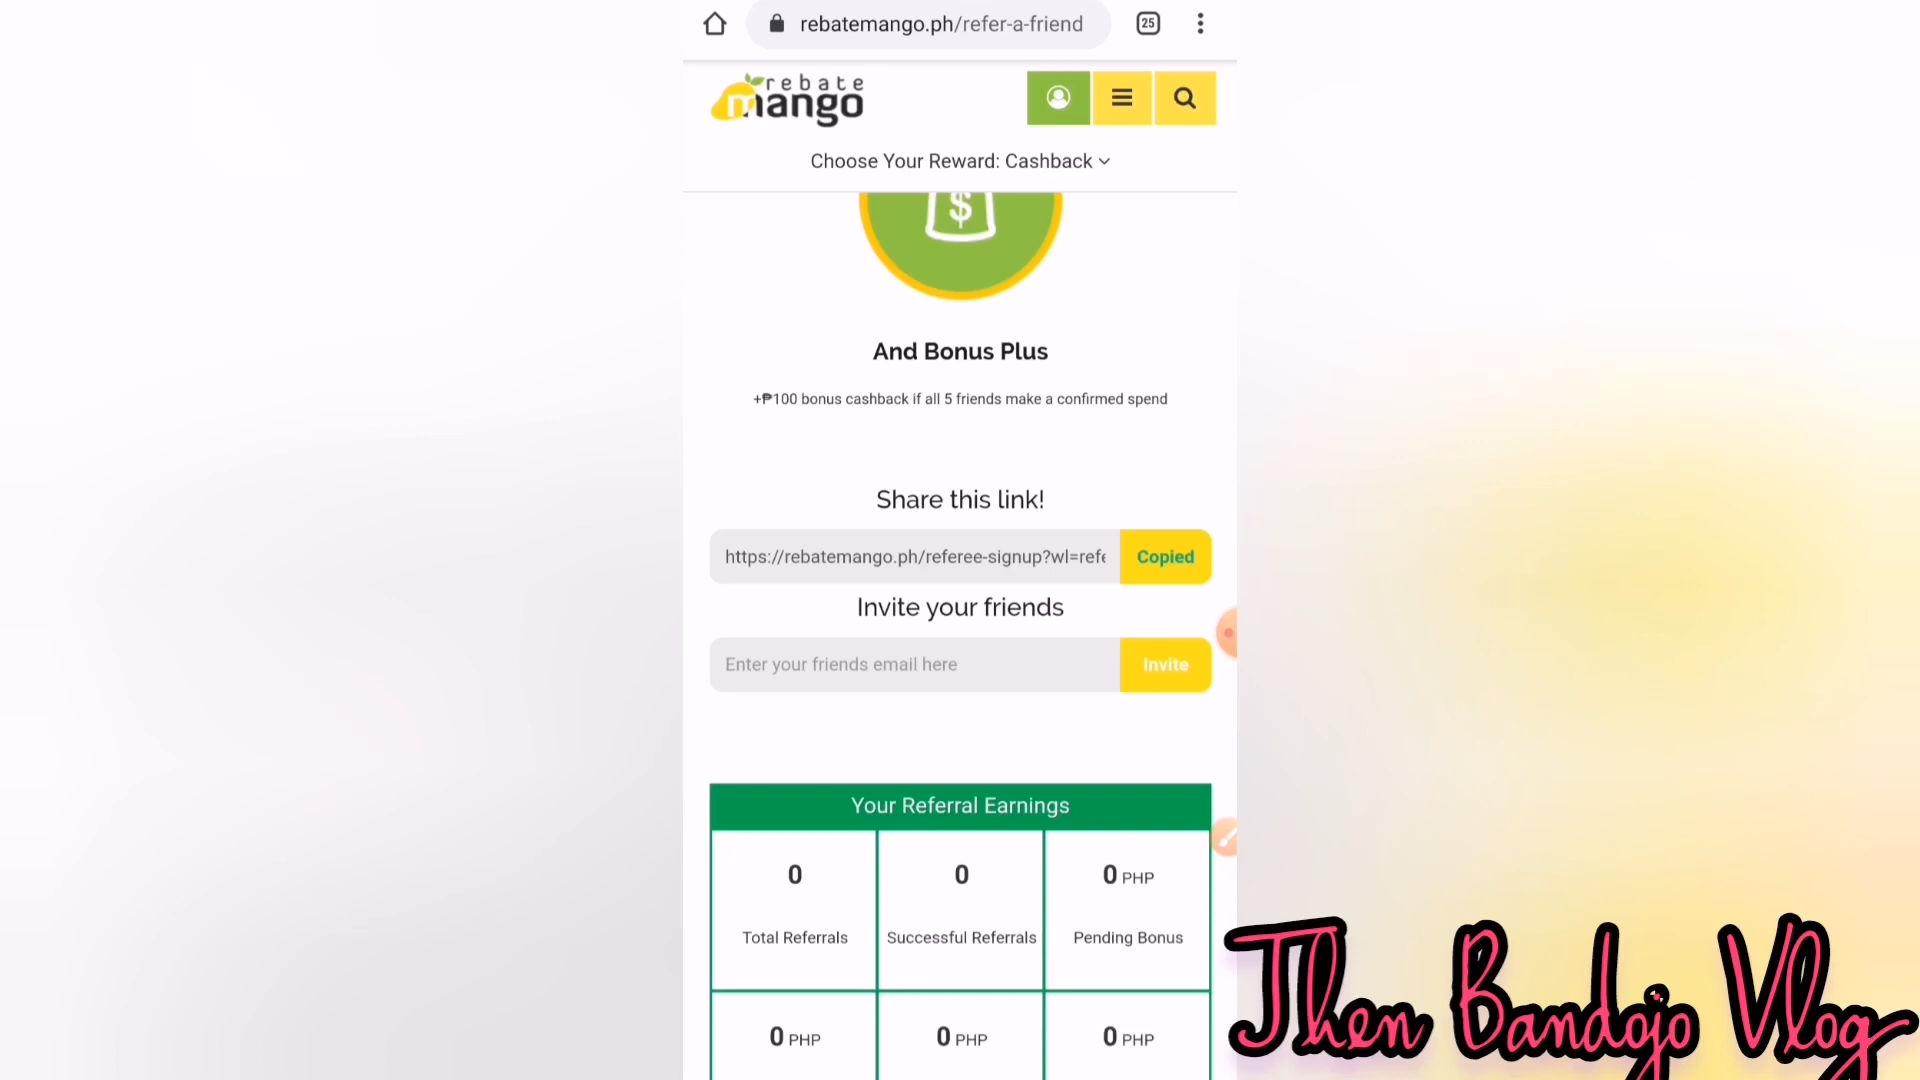 rebatemango.ph/refer-a-friend
25
rebate
mango
Choose Your Reward: Cashback
$
And Bonus Plus
+₱100 bonus cashback if all 5 friends make a confirmed spend
Share this link!
https://rebatemango.ph/referee-signup?wl=refe
Copied
Invite your friends
Enter your friends email here
Invite
Your Referral Earnings
0 0 0 PHP
Total Referrals Successful Referrals Pending Bonus
0 PHP 0 PHP 0 PHP
Jhen Bandojo Vlog